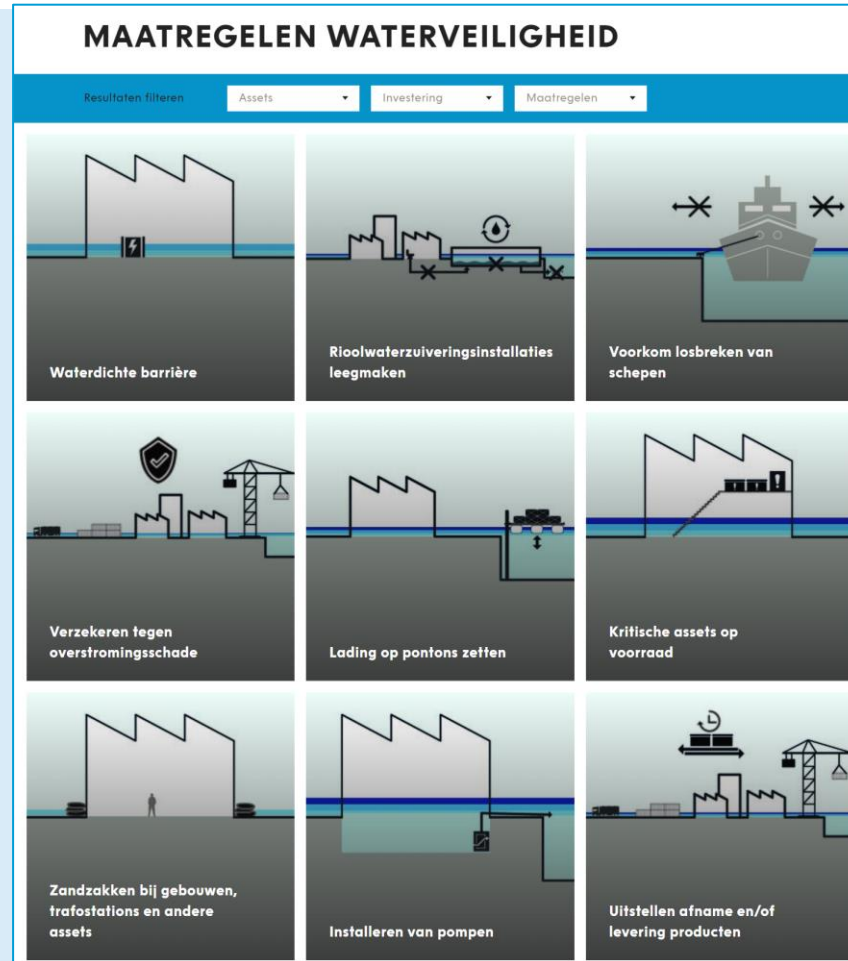 MAATREGELEN WATERVEILIGHEID
Resultaten filteren
Assets
Investering
Maatregelen
Waterdichte barrière
Rioolwaterzuiveringsinstallaties
leegmaken
Voorkom losbreken van
schepen
Verzekeren tegen
overstromingsschade
Lading op pontons zetten
Kritische assets op
voorraad
Zandzakken bij gebouwen,
trafostations en andere
assets
Installeren van pompen
Uitstellen afname en/of
levering producten